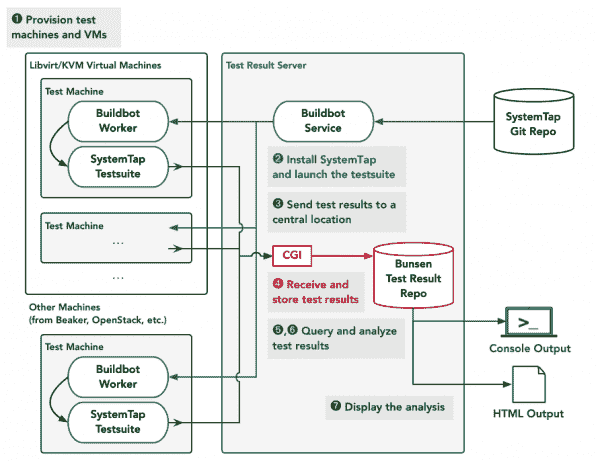 ❶ Provision test
machines and VMs
Libvirt/KVM Virtual Machines
Test Machine
Buildbot
Worker
SystemTap
Testsuite
Test Machine
...
...
Other Machines
(from Beaker, OpenStack, etc.)
Test Machine
Buildbot
Worker
SystemTap
Testsuite
Test Result Server
Buildbot
Service
❷ Install SystemTap
and launch the testsuite
❸ Send test results to a
central location
CGI
❹ Receive and
store test results
Bunsen
Test Result
Repo
❺,❻ Query and analyze
test results
❼ Display the analysis
SystemTap
Git Repo
>_
Console Output
HTML Output